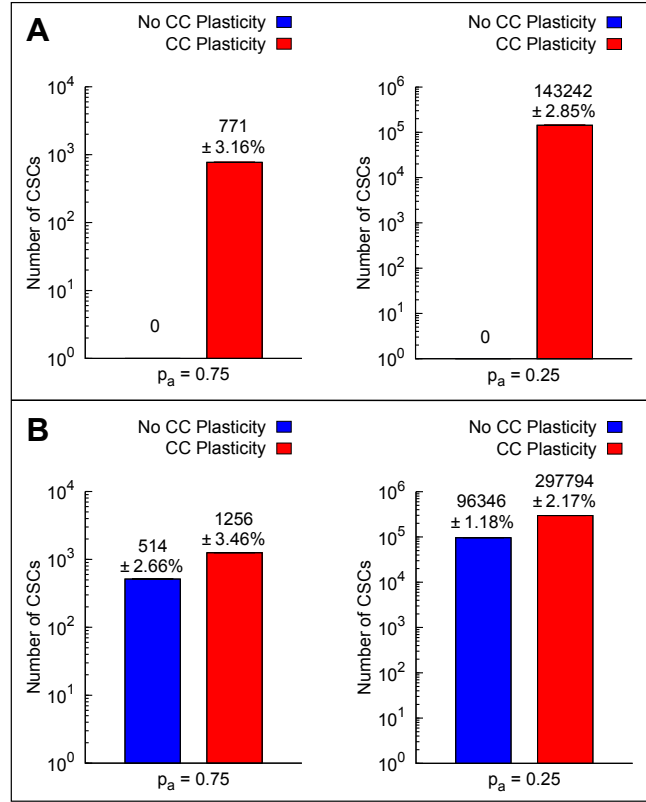 A
No CC Plasticity
CC Plasticity
Number of CSCs
10^4
10^3
10^2
10^1
10^0
0
771
± 3.16%
p_a = 0.75
No CC Plasticity
CC Plasticity
Number of CSCs
10^6
10^5
10^4
10^3
10^2
10^1
10^0
0
143242
± 2.85%
p_a = 0.25
B
No CC Plasticity
CC Plasticity
Number of CSCs
10^4
10^3
10^2
10^1
10^0
514
± 2.66%
1256
± 3.46%
p_a = 0.75
No CC Plasticity
CC Plasticity
Number of CSCs
10^6
10^5
10^4
10^3
10^2
10^1
10^0
96346
± 1.18%
297794
± 2.17%
p_a = 0.25